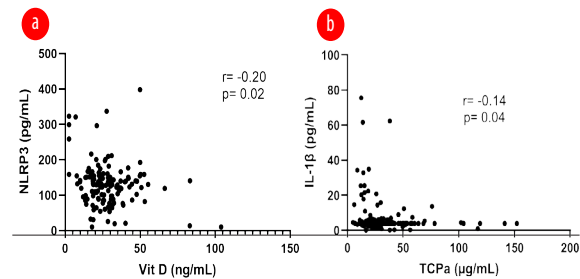 a
NLRP3 (pg/mL)
500
400
300
200
100
0
0
50
100
150
Vit D (ng/mL)
r= -0.20
p= 0.02
b
IL-1β (pg/mL)
100
80
60
40
20
0
0
50
100
150
200
TCPa (µg/mL)
r= -0.14
p= 0.04